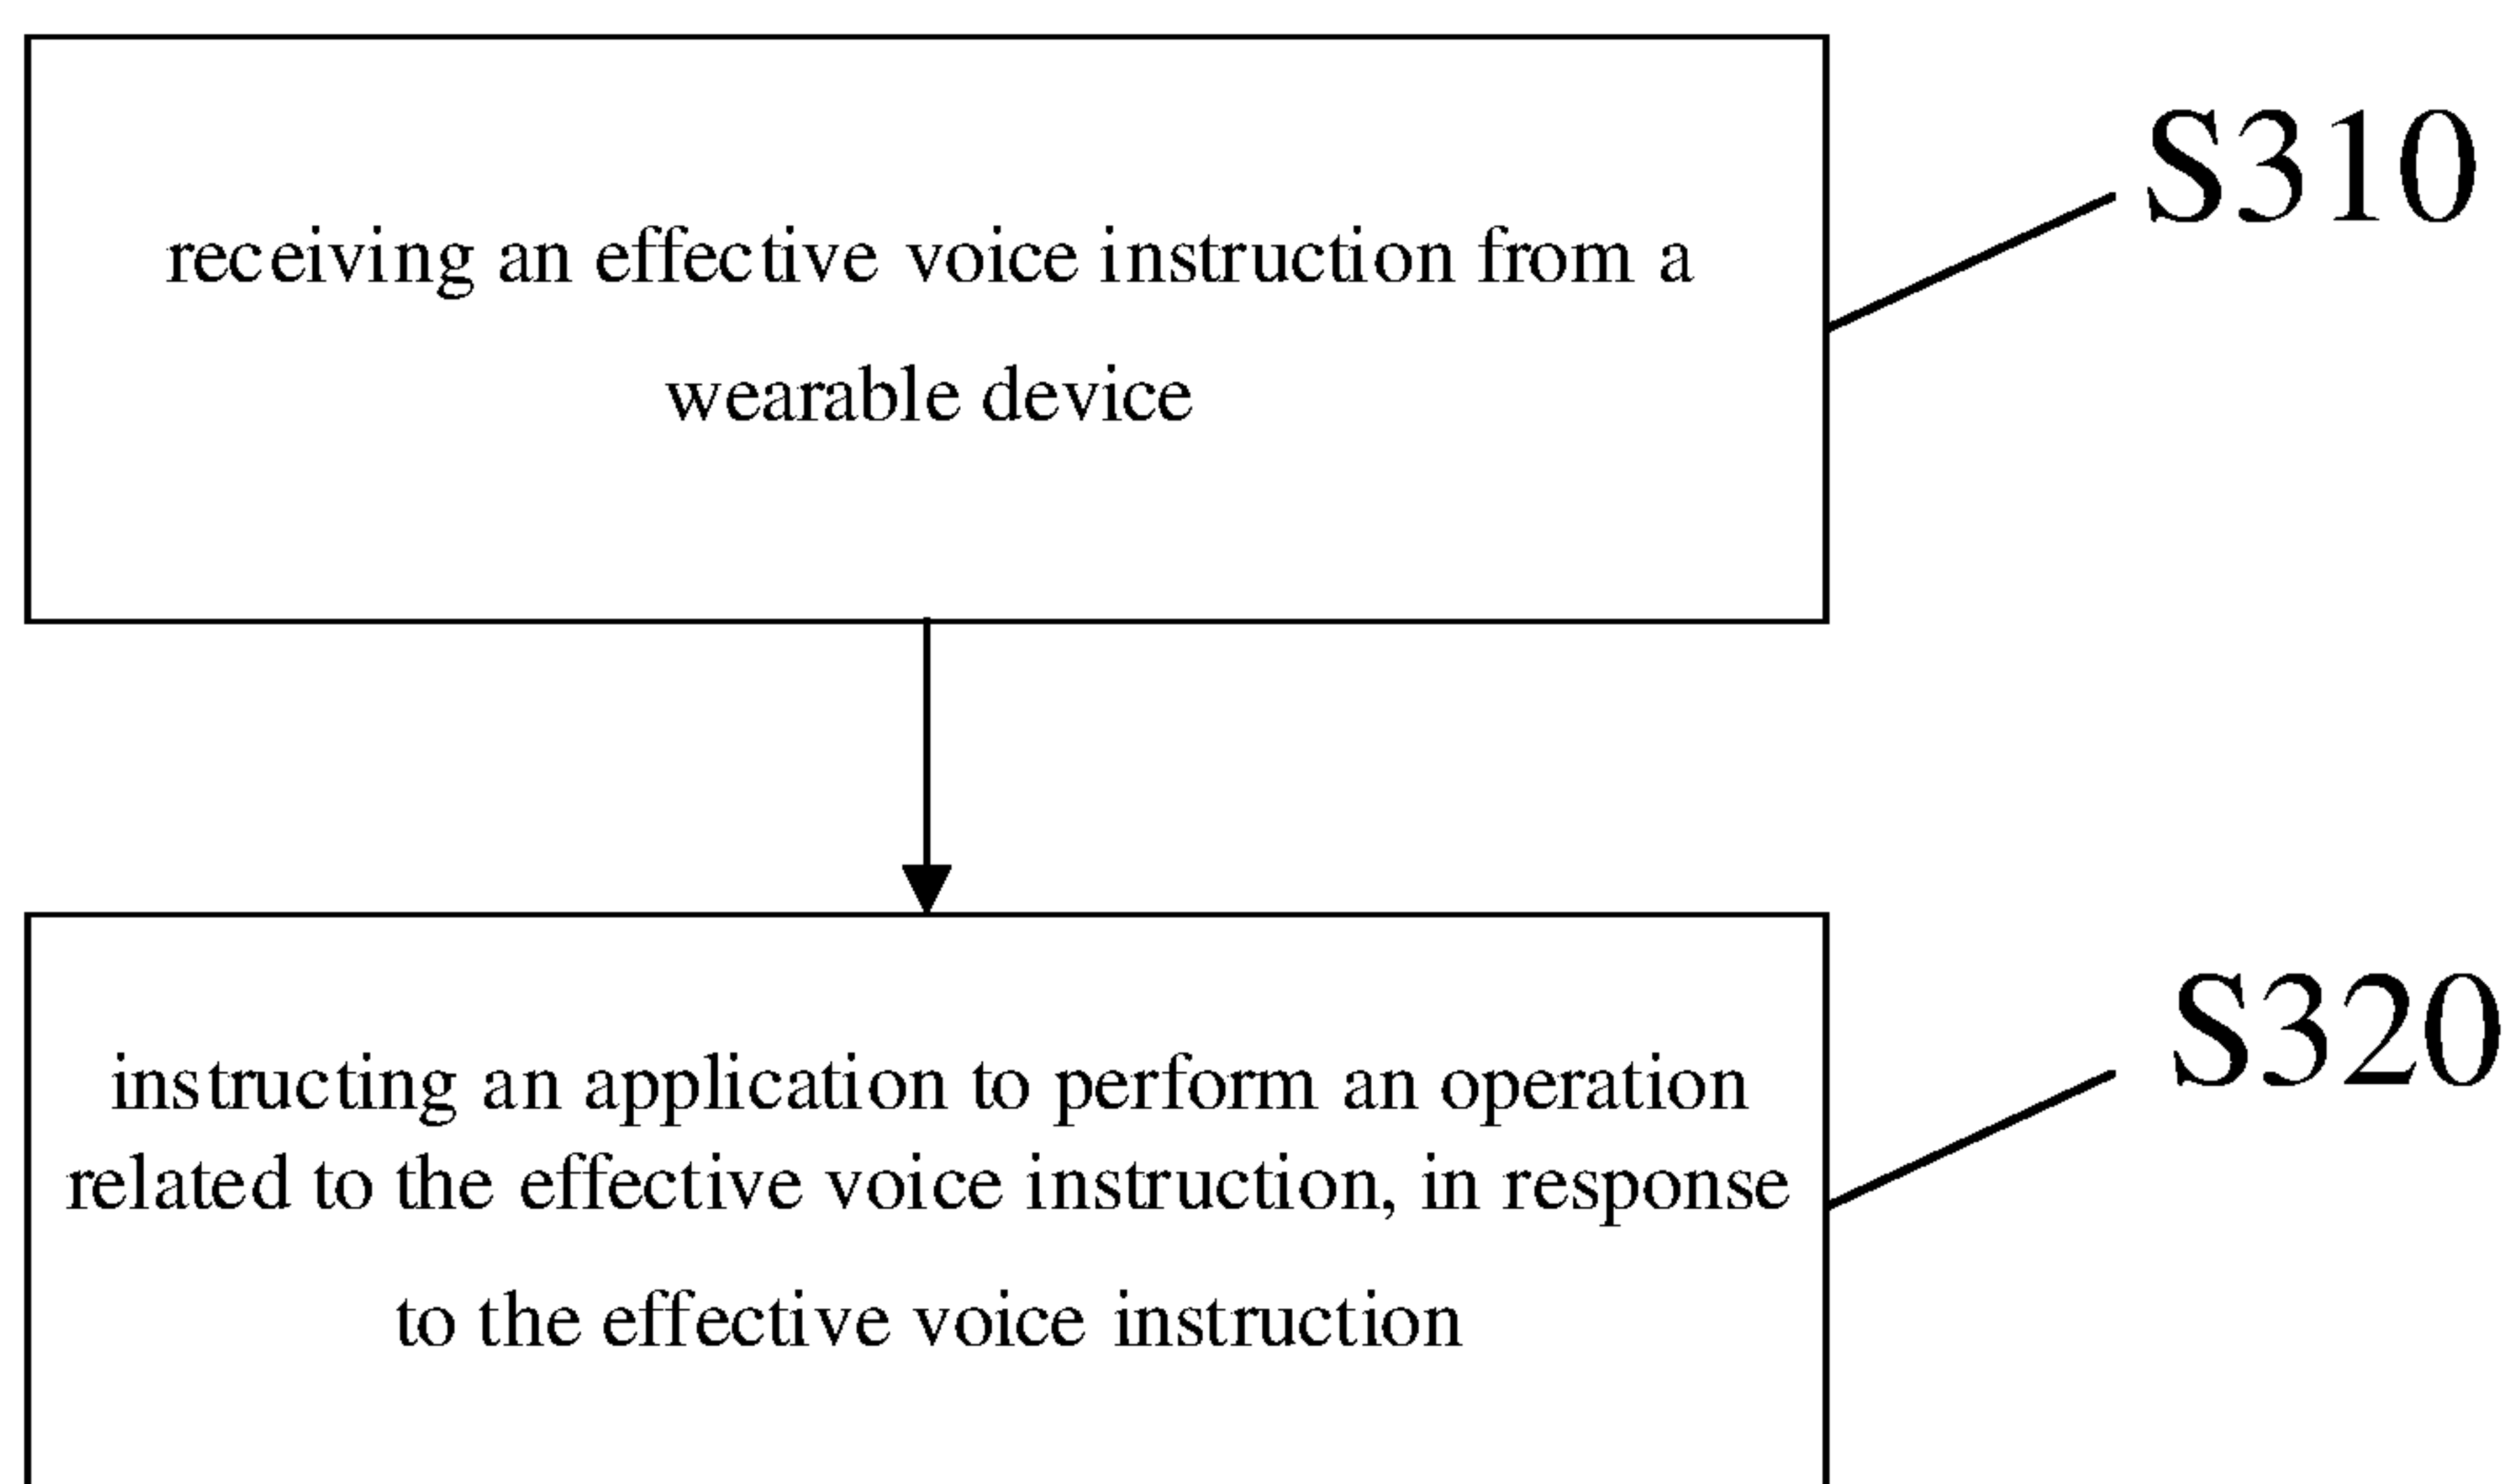 receiving an effective voice instruction from a
wearable device
S310
instructing an application to perform an operation
related to the effective voice instruction, in response
to the effective voice instruction
S320